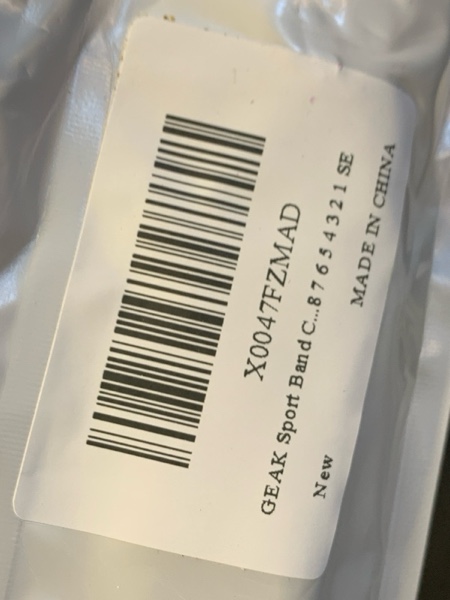 X0047FZMAD
GEAK Sport Band C...8 7 6 5 4 3 2 1 SE
New
MADE IN CHINA